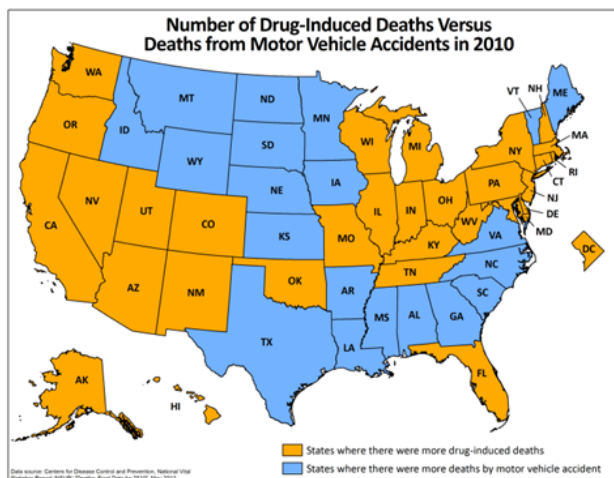 Number of Drug-Induced Deaths Versus
Deaths from Motor Vehicle Accidents in 2010
WA
OR
CA
NV
ID
MT
WY
UT
CO
AZ
NM
ND
SD
NE
KS
OK
TX
MN
IA
MO
AR
LA
WI
IL
MI
IN
OH
KY
TN
MS
AL
GA
FL
SC
NC
VA
WV
PA
NY
VT
NH
ME
MA
RI
CT
NJ
DE
MD
DC
AK
HI
States where there were more drug-induced deaths
States where there were more deaths by motor vehicle accident
Data source: Centers for Disease Control and Prevention, National Vital